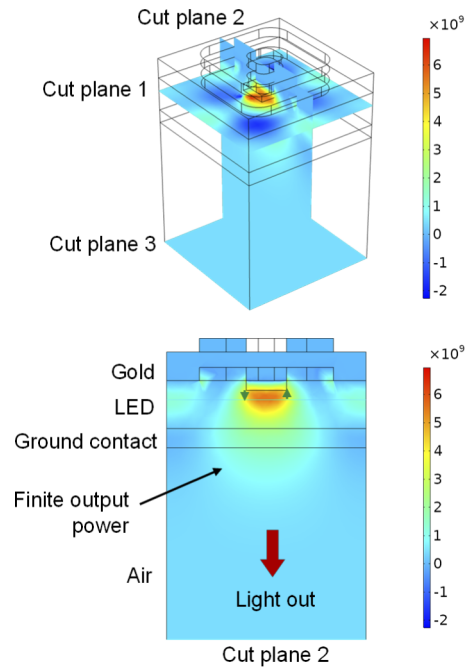 Cut plane 2
×10⁹
Cut plane 1
6
5
4
3
2
1
0
-1
-2
Cut plane 3
×10⁹
Gold
LED
Ground contact
Finite output
power
Air
Light out
6
5
4
3
2
1
0
-1
-2
Cut plane 2